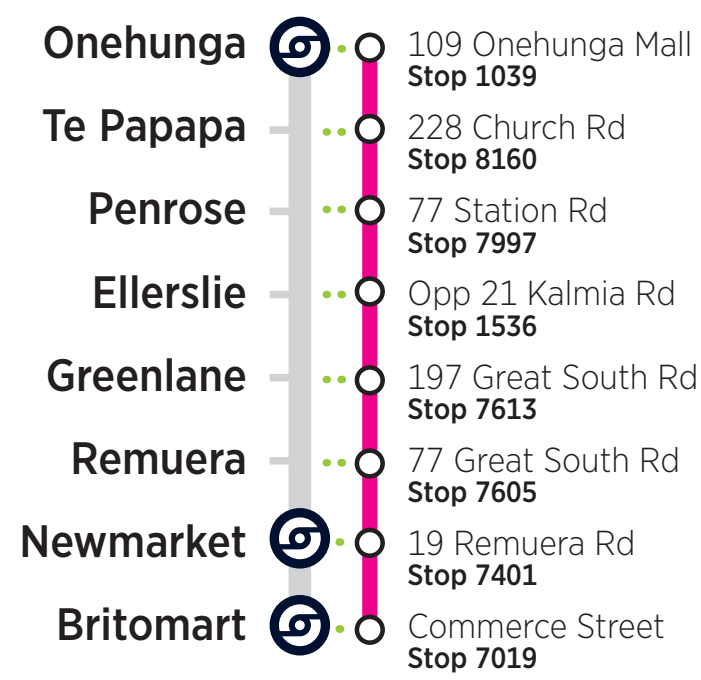 Onehunga
109 Onehunga Mall
Stop 1039
Te Papapa
228 Church Rd
Stop 8160
Penrose
77 Station Rd
Stop 7997
Ellerslie
Opp 21 Kalmia Rd
Stop 1536
Greenlane
197 Great South Rd
Stop 7613
Remuera
77 Great South Rd
Stop 7605
Newmarket
19 Remuera Rd
Stop 7401
Britomart
Commerce Street
Stop 7019